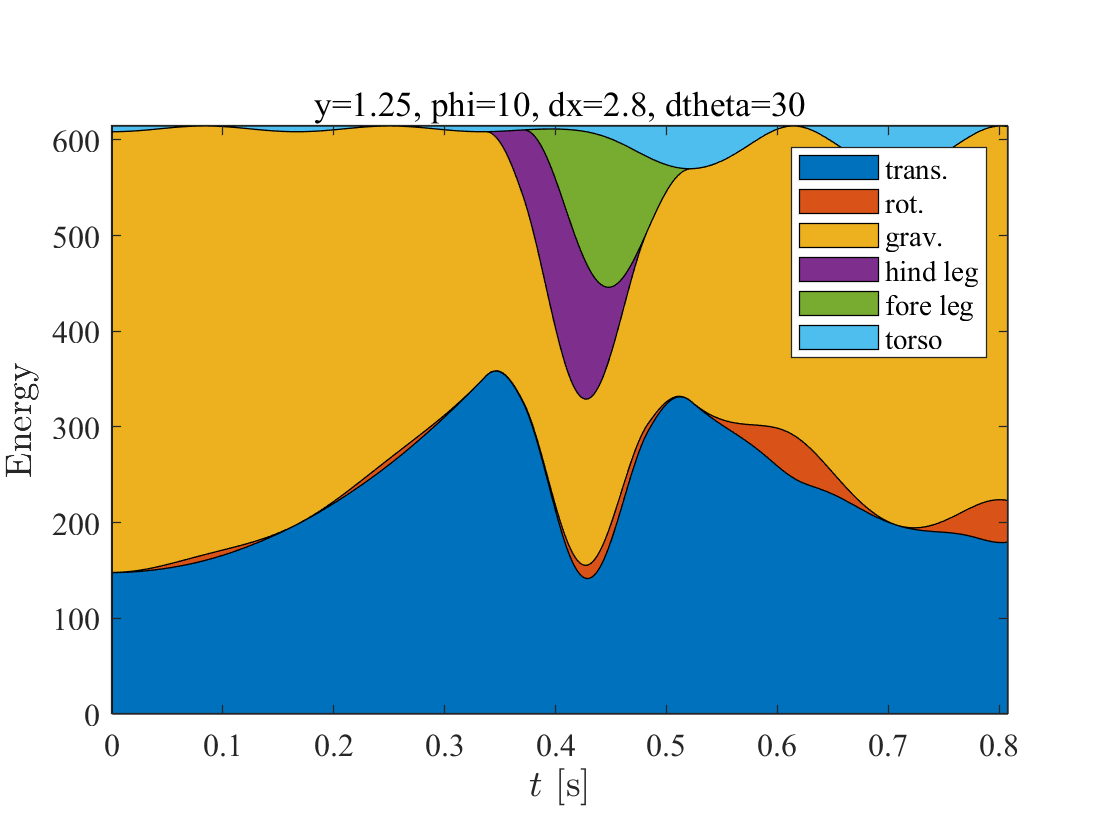 y=1.25, phi=10, dx=2.8, dtheta=30
600
500
400
300
200
100
0
Energy
trans.
rot.
grav.
hind leg
fore leg
torso
0 0.1 0.2 0.3 0.4 0.5 0.6 0.7 0.8
t [s]